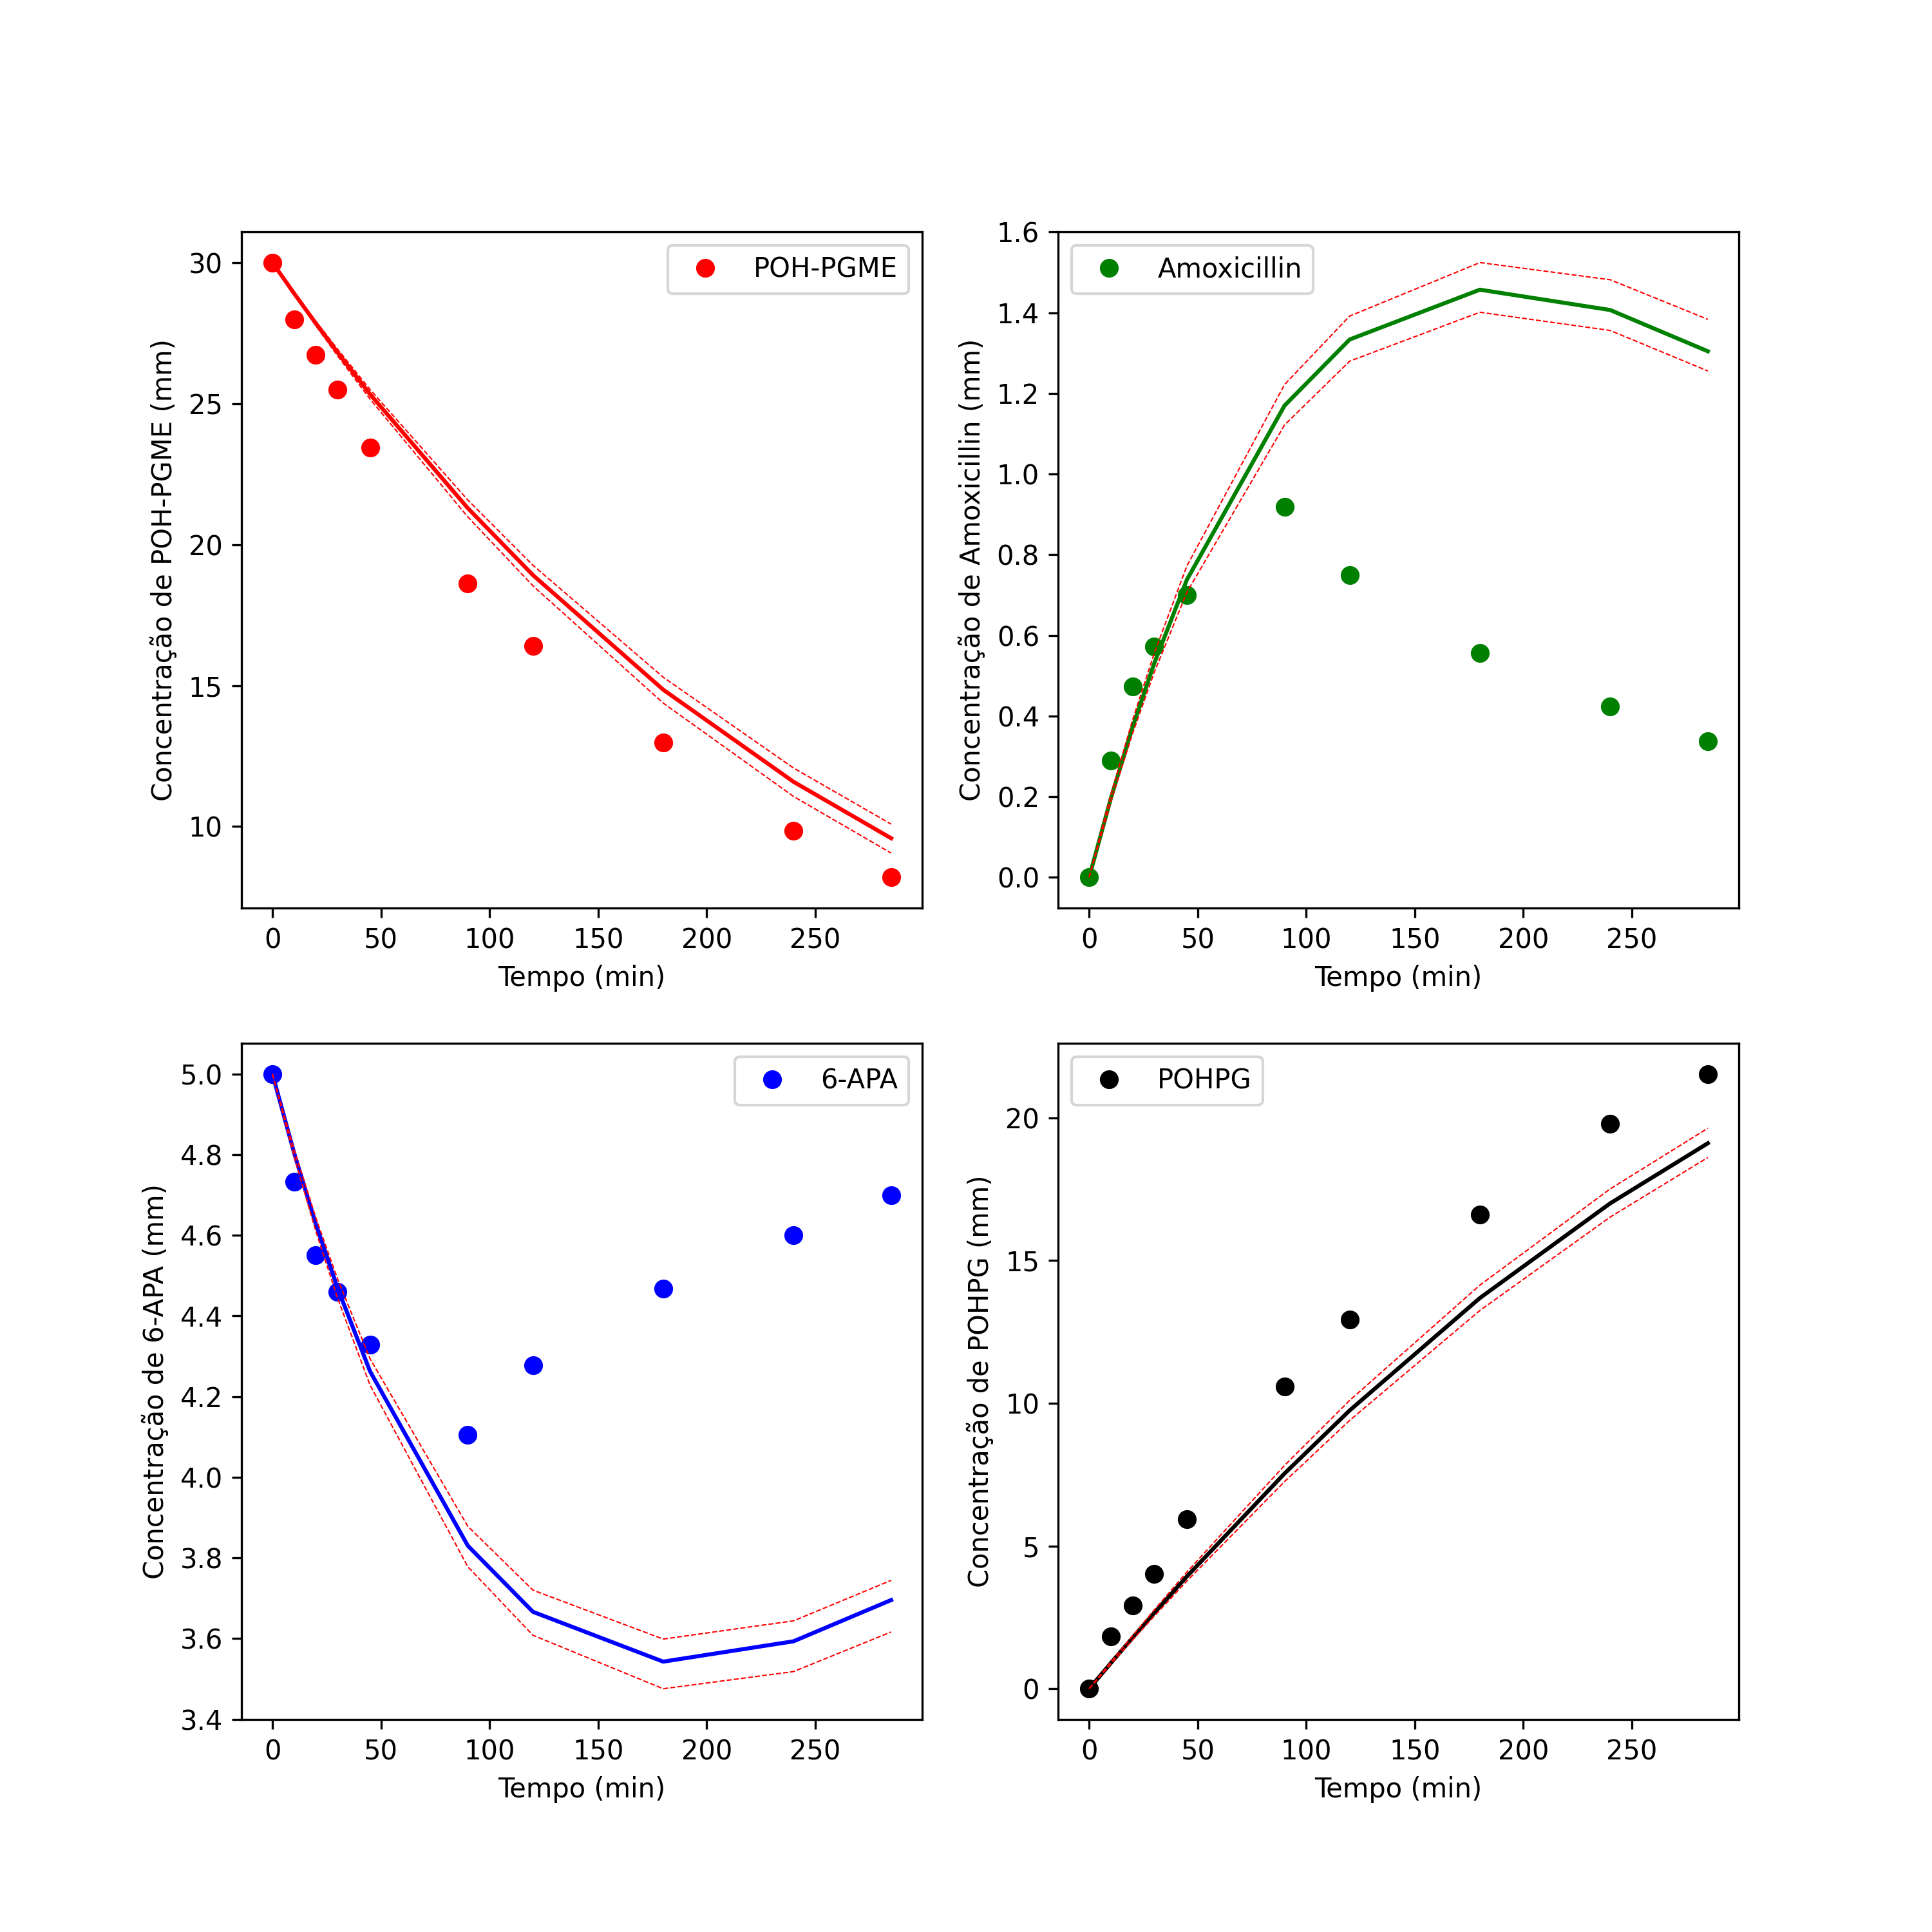 30
25
20
15
10
Concentração de POH-PGME (mm)
POH-PGME
0 50 100 150 200 250
Tempo (min)
1.6
1.4
1.2
1.0
0.8
0.6
0.4
0.2
0.0
Concentração de Amoxicillin (mm)
Amoxicillin
0 50 100 150 200 250
Tempo (min)
5.0
4.8
4.6
4.4
4.2
4.0
3.8
3.6
3.4
Concentração de 6-APA (mm)
6-APA
0 50 100 150 200 250
Tempo (min)
20
15
10
5
0
Concentração de POHPG (mm)
POHPG
0 50 100 150 200 250
Tempo (min)